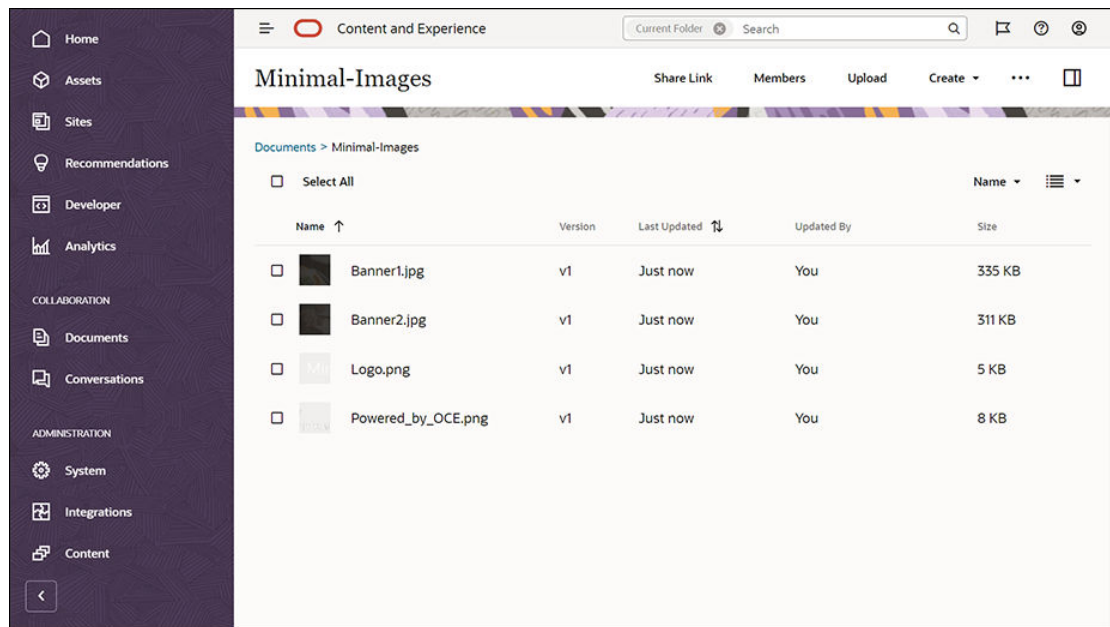 Home
Assets
Sites
Recommendations
Developer
Analytics
COLLABORATION
Documents
Conversations
ADMINISTRATION
System
Integrations
Content
Content and Experience
Current Folder Search
Minimal-Images
Share Link Members Upload Create
Documents > Minimal-Images
Select All Name
Name Version Last Updated Updated By Size
Banner1.jpg v1 Just now You 335 KB
Banner2.jpg v1 Just now You 311 KB
Logo.png v1 Just now You 5 KB
Powered_by_OCE.png v1 Just now You 8 KB